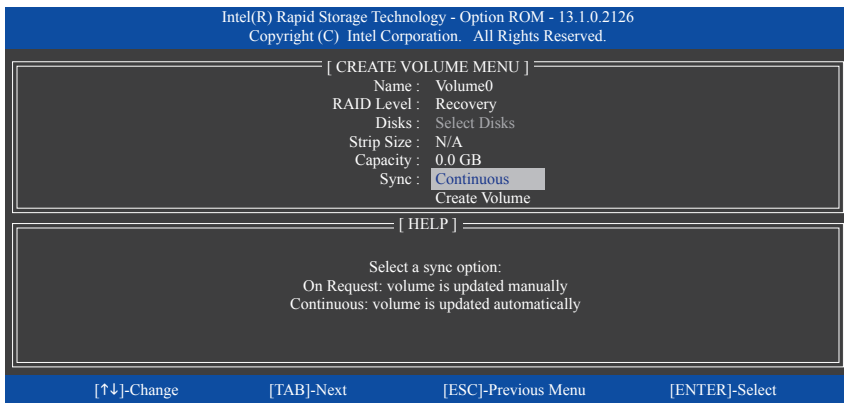 Intel(R) Rapid Storage Technology - Option ROM - 13.1.0.2126
Copyright (C) Intel Corporation. All Rights Reserved.
[ CREATE VOLUME MENU ]
Name : Volume0
RAID Level : Recovery
Disks : Select Disks
Strip Size : N/A
Capacity : 0.0 GB
Sync : Continuous
Create Volume
[ HELP ]
Select a sync option:
On Request: volume is updated manually
Continuous: volume is updated automatically
[↑↓]-Change [TAB]-Next [ESC]-Previous Menu [ENTER]-Select